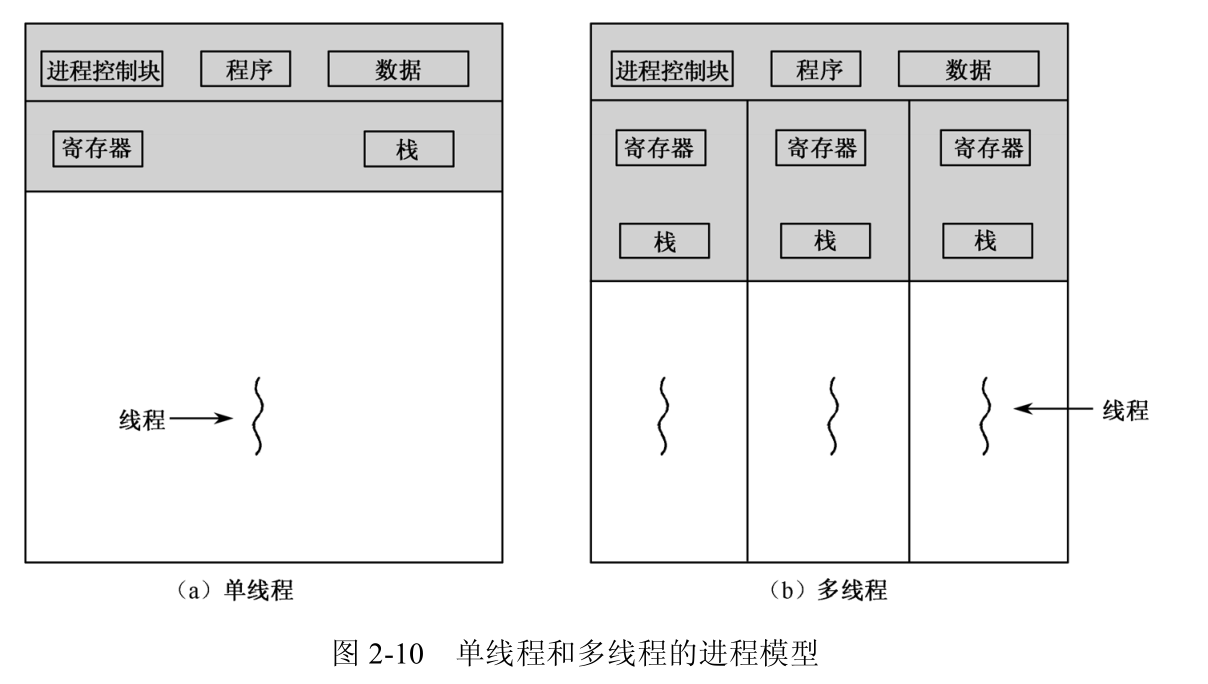 进程控制块 程序 数据 进程控制块 程序 数据
寄存器 栈 寄存器 寄存器 寄存器
栈 栈 栈
线程 线程
（a）单线程 （b）多线程
图 2-10 单线程和多线程的进程模型